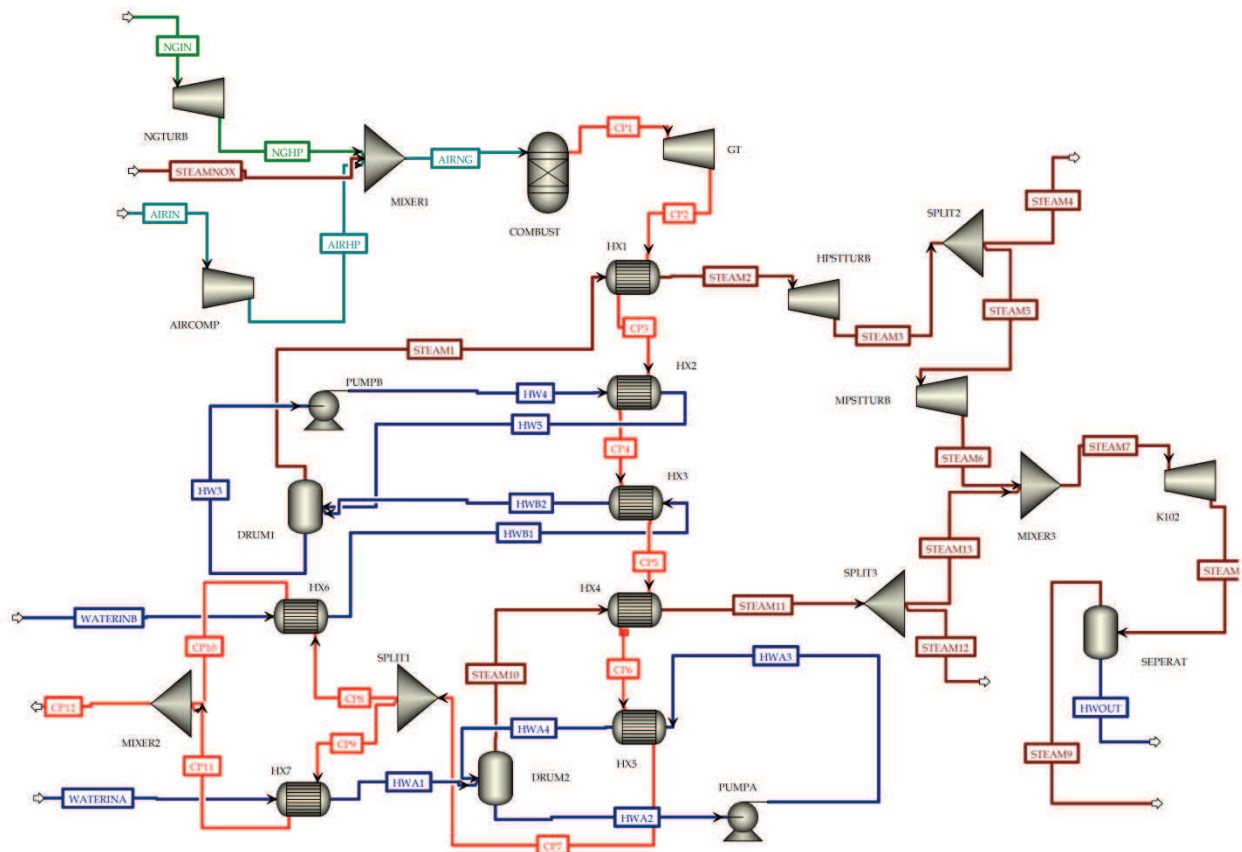 NGIN
NGTURB
NGHP
STEAMNOX
AIRIN
AIRHP
AIRCOMP
MIXER1
AIRNG
COMBUST
CP1
GT
CP2
HX1
STEAM2
HPSTTURB
SPLIT2
STEAM4
STEAM3
STEAM5
STEAM1
CP3
HX2
PUMPB
HW4
HW5
MPSTTURB
CP4
HX3
HW3
DRUM1
HWB2
HWB1
STEAM6
STEAM7
MIXER3
K102
CP5
STEAM13
STEAM
HX6
HX4
SPLIT3
WATERINB
STEAM11
CP10
STEAM10
SPLIT1
CP6
HWA3
STEAM12
SEPERAT
CP8
CP12
MIXER2
CP9
HWA4
HX5
HWOUT
STEAM9
CP11
HX7
HWA1
DRUM2
WATERINA
PUMPA
HWA2
CP7